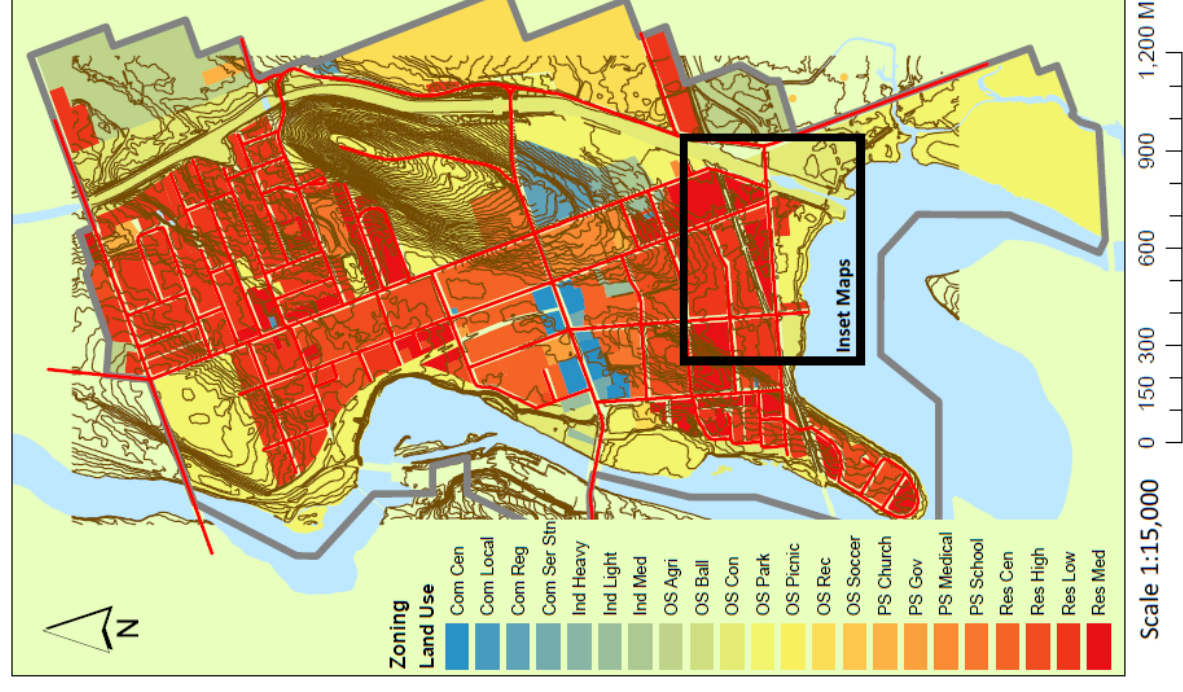 N
Zoning
Land Use
Com Cen
Com Local
Com Reg
Com Ser Stn
Ind Heavy
Ind Light
Ind Med
OS Agri
OS Ball
OS Con
OS Park
OS Picnic
OS Rec
OS Soccer
PS Church
PS Gov
PS Medical
PS School
Res Cen
Res High
Res Low
Res Med
Inset Maps
Scale 1:15,000
0 150 300 600 900 1,200 M